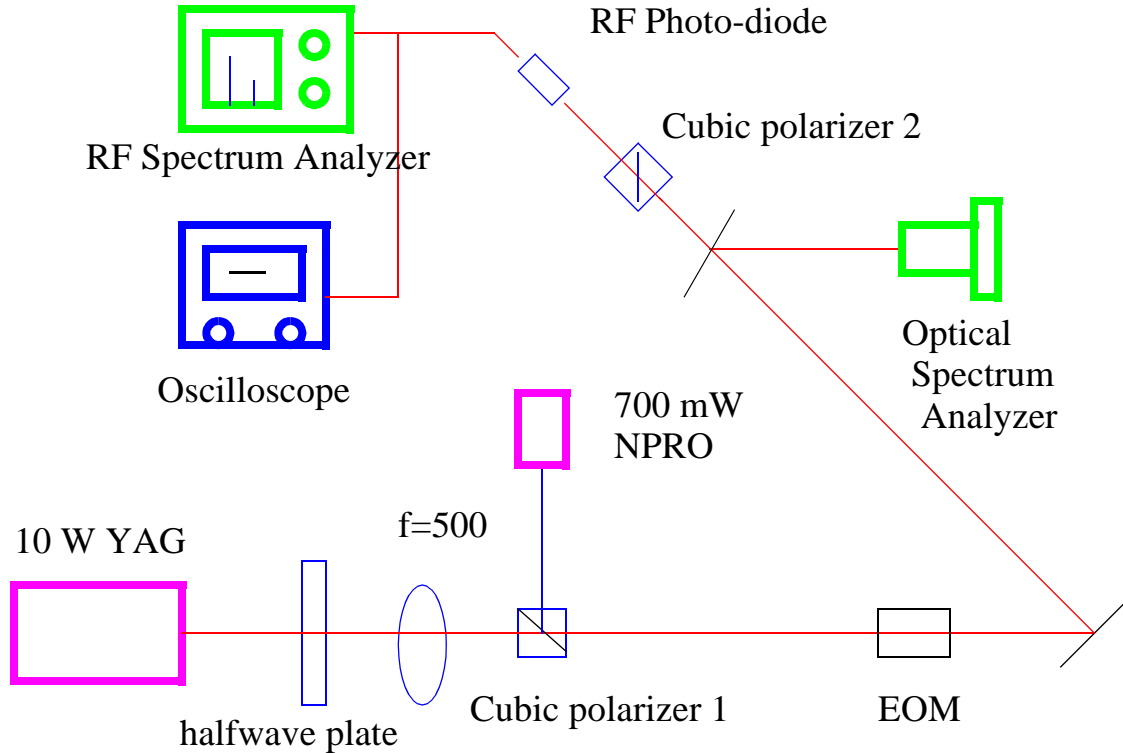 RF Photo-diode
Cubic polarizer 2
RF Spectrum Analyzer
Optical
Spectrum
Analyzer
Oscilloscope
700 mW
NPRO
f=500
10 W YAG
Cubic polarizer 1
EOM
halfwave plate